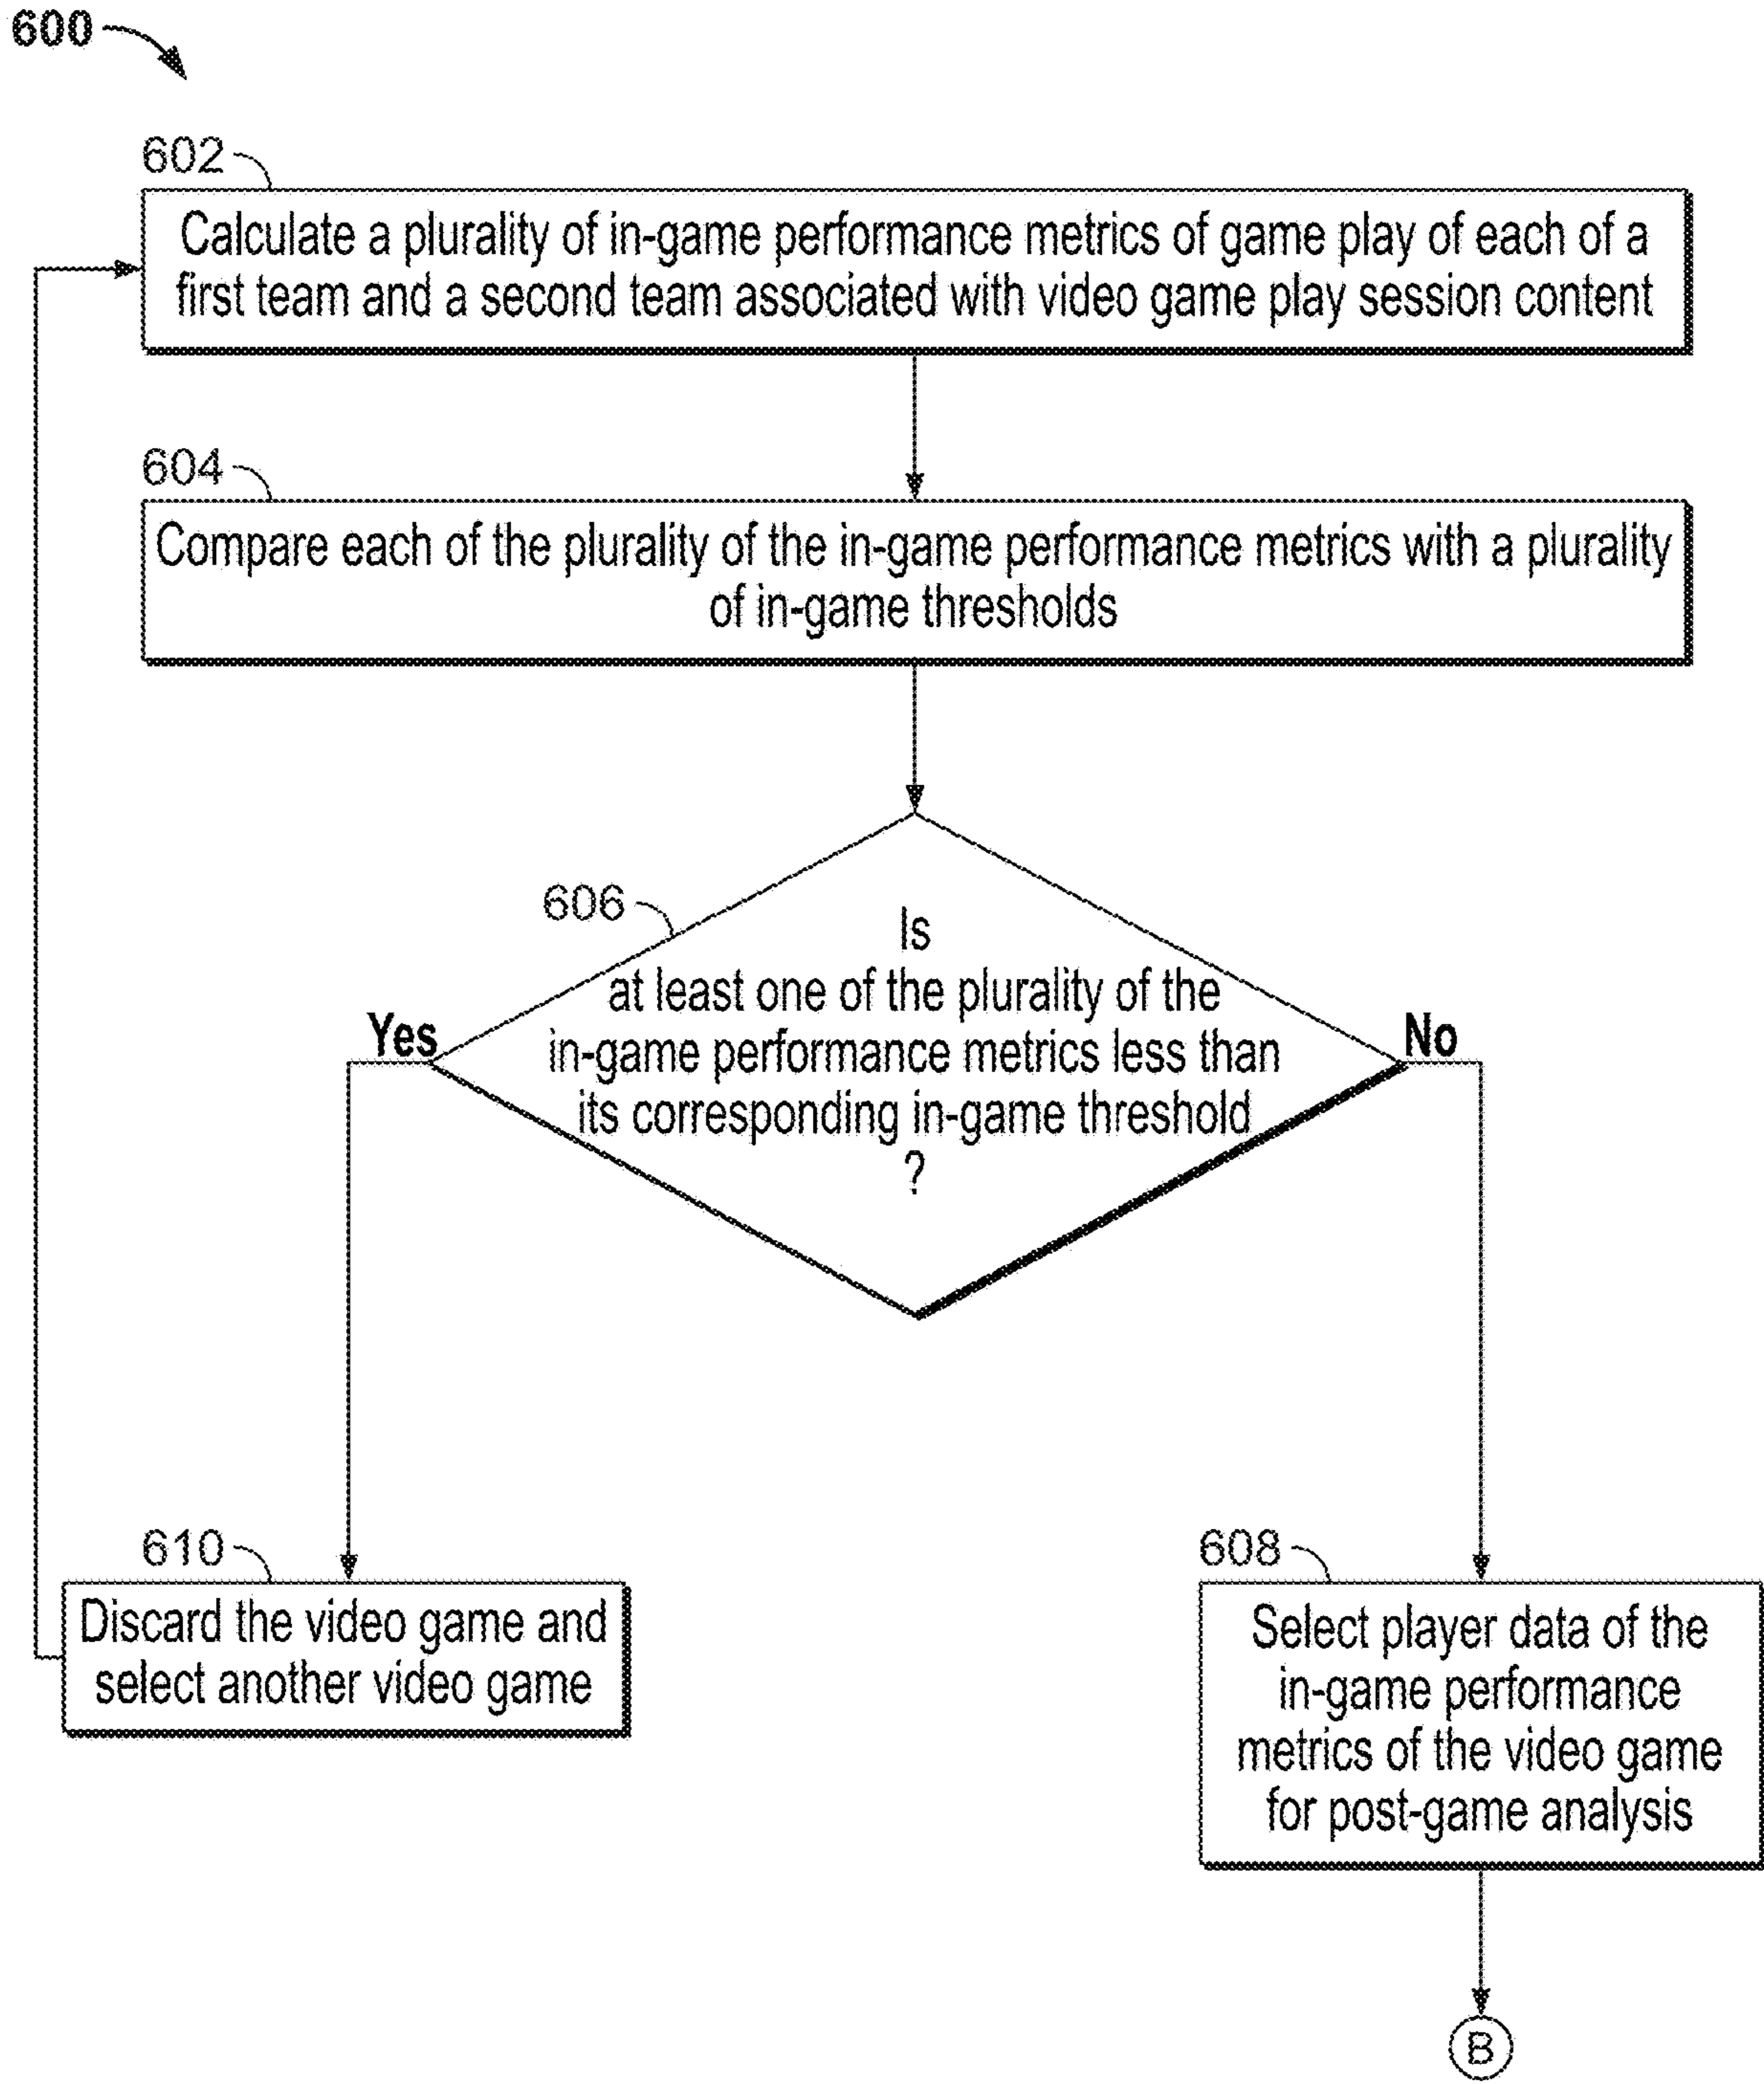 600
602
Calculate a plurality of in-game performance metrics of game play of each of a
first team and a second team associated with video game play session content
604
Compare each of the plurality of the in-game performance metrics with a plurality
of in-game thresholds
606
Is
at least one of the plurality of the
in-game performance metrics less than
its corresponding in-game threshold
?
Yes
No
610
Discard the video game and
select another video game
608
Select player data of the
in-game performance
metrics of the video game
for post-game analysis
B